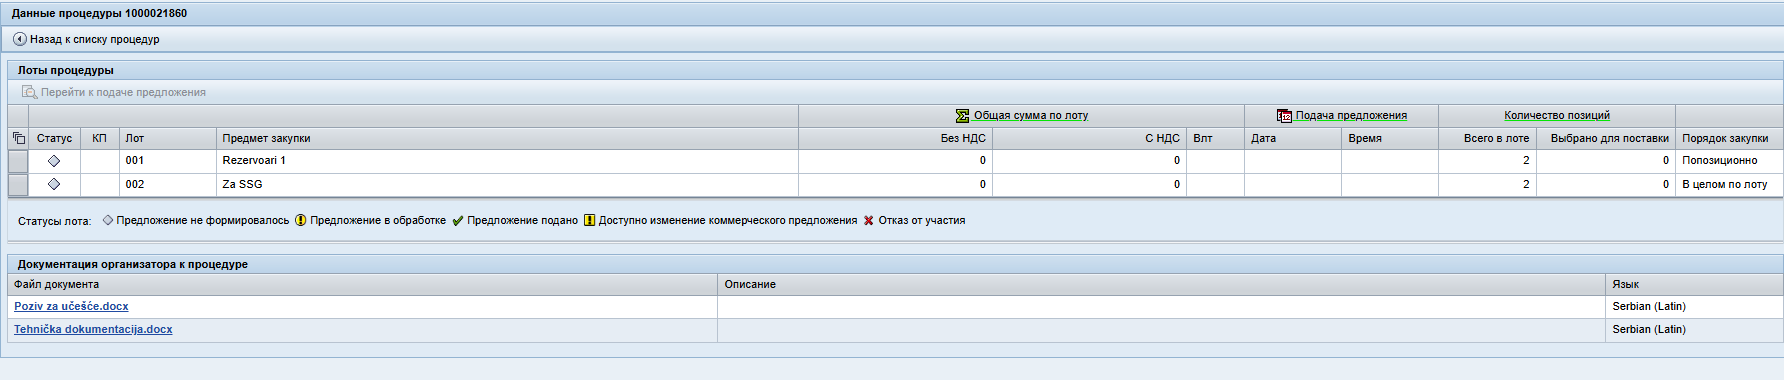 Данные процедуры 1000021860
Назад к списку процедур
Лоты процедуры
Перейти к подаче предложения
Общая сумма по лоту Подача предложения Количество позиций
Статус КП Лот Предмет закупки Без НДС С НДС Влт Дата Время Всего в лоте Выбрано для поставки Порядок закупки
001 Rezervoari 1 0 0 2 0 Попозиционно
002 Za SSG 0 0 2 0 В целом по лоту
Статусы лота: Предложение не формировалось Предложение в обработке Предложение подано Доступно изменение коммерческого предложения Отказ от участия
Документация организатора к процедуре
Файл документа Описание Язык
Poziv za učešće.docx Serbian (Latin)
Tehnička dokumentacija.docx Serbian (Latin)